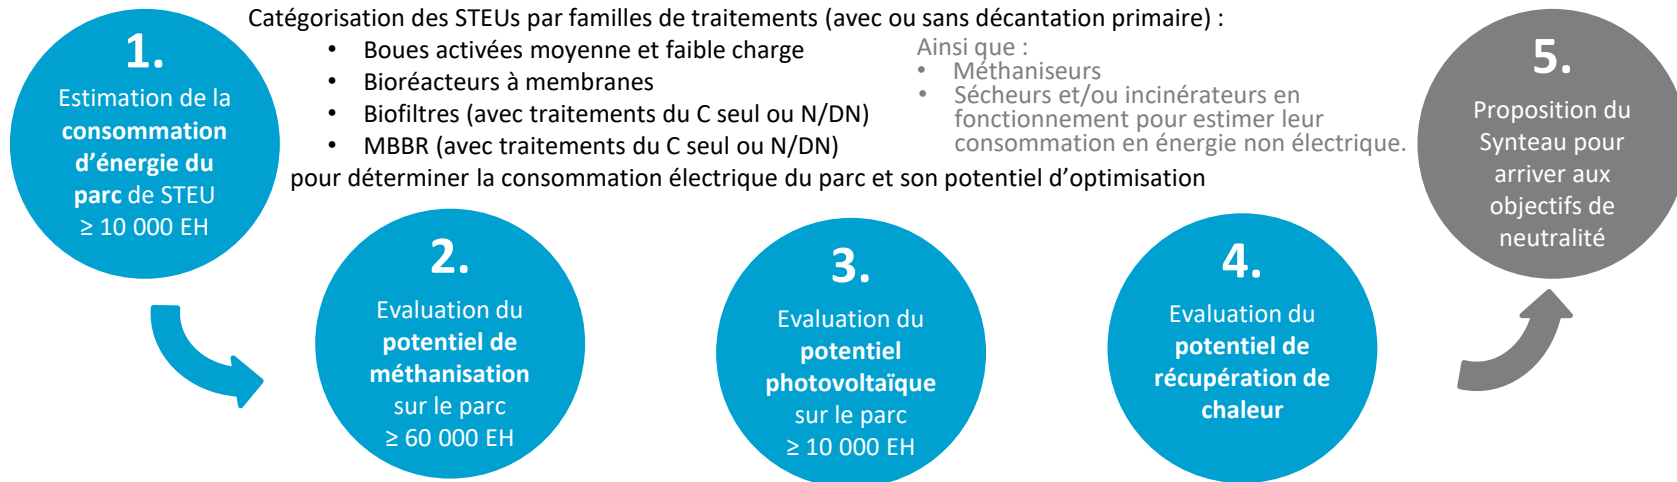 Catégorisation des STEUs par familles de traitements (avec ou sans décantation primaire) :
• Boues activées moyenne et faible charge
• Bioréacteurs à membranes
• Biofiltres (avec traitements du C seul ou N/DN)
• MBBR (avec traitements du C seul ou N/DN)
Ainsi que :
• Méthaniseurs
• Sécheurs et/ou incinérateurs en
fonctionnement pour estimer leur
consommation en énergie non électrique.
pour déterminer la consommation électrique du parc et son potentiel d’optimisation
1.
Estimation de la
consommation
d’énergie du
parc de STEU
≥ 10 000 EH
2.
Evaluation du
potentiel de
méthanisation
sur le parc
≥ 60 000 EH
3.
Evaluation du
potentiel
photovoltaïque
sur le parc
≥ 10 000 EH
4.
Evaluation du
potentiel de
récupération de
chaleur
5.
Proposition du
Synteau pour
arriver aux
objectifs de
neutralité